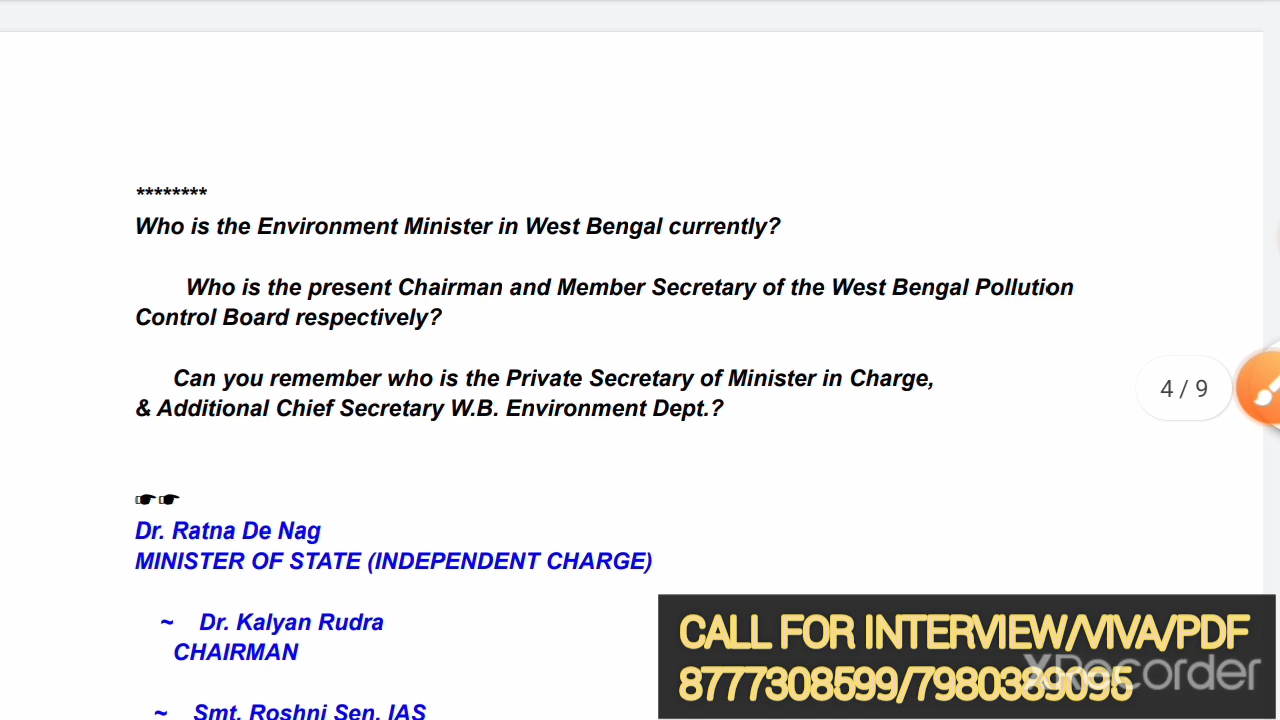 ********
Who is the Environment Minister in West Bengal currently?
Who is the present Chairman and Member Secretary of the West Bengal Pollution
Control Board respectively?
Can you remember who is the Private Secretary of Minister in Charge,
& Additional Chief Secretary W.B. Environment Dept.?
4 / 9
☛☛
Dr. Ratna De Nag
MINISTER OF STATE (INDEPENDENT CHARGE)
~ Dr. Kalyan Rudra
CHAIRMAN
~ Smt. Roshni Sen, IAS
CALL FOR INTERVIEW/VIVA/PDF
8777308599/7980389095
XRecorder